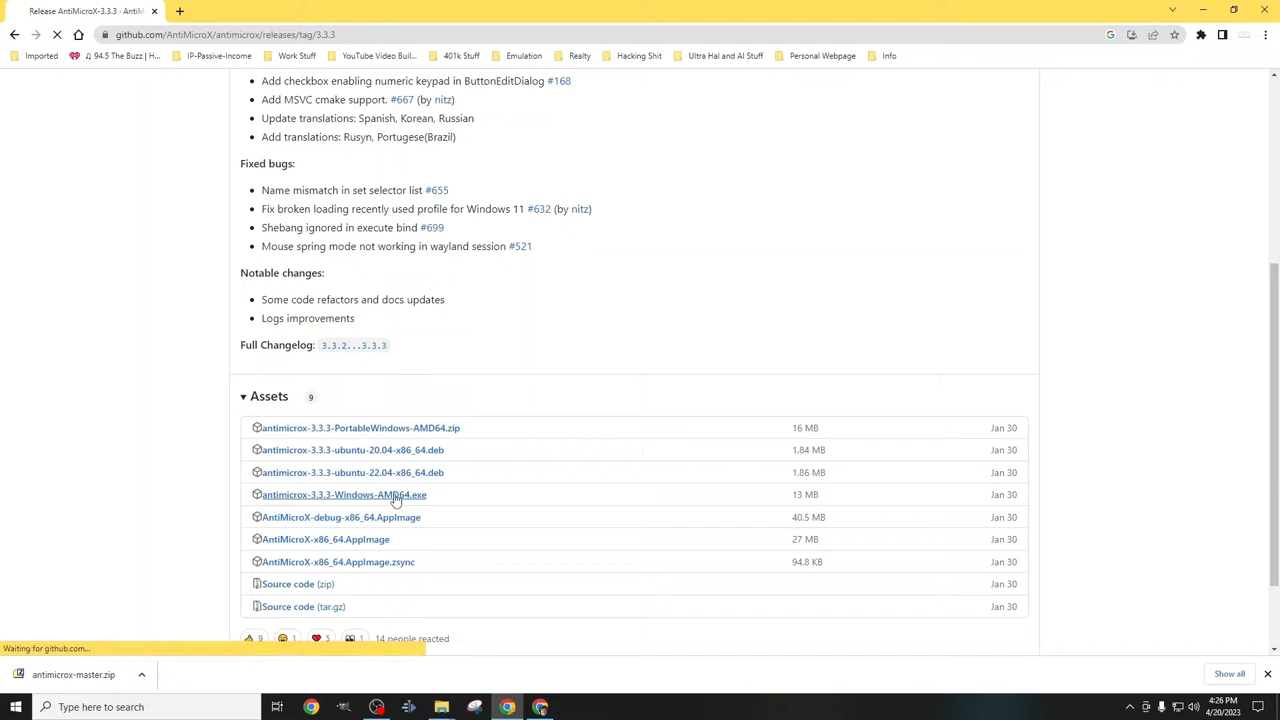 Release AntiMicroX-3.3.3 · AntiMi
github.com/AntiMicroX/antimicrox/releases/tag/3.3.3
Imported
94.5 The Buzz | H...
IP-Passive-Income
Work Stuff
YouTube Video Buil...
401k Stuff
Emulation
Realty
Hacking Shit
Ultra Hal and AI Stuff
Personal Webpage
Info
Add checkbox enabling numeric keypad in ButtonEditDialog #168
Add MSVC cmake support. #667 (by nitz)
Update translations: Spanish, Korean, Russian
Add translations: Rusyn, Portugese(Brazil)
Fixed bugs:
Name mismatch in set selector list #655
Fix broken loading recently used profile for Windows 11 #632 (by nitz)
Shebang ignored in execute bind #699
Mouse spring mode not working in wayland session #521
Notable changes:
Some code refactors and docs updates
Logs improvements
Full Changelog: 3.3.2...3.3.3
Assets 9
antimicrox-3.3.3-PortableWindows-AMD64.zip 16 MB Jan 30
antimicrox-3.3.3-ubuntu-20.04-x86_64.deb 1.84 MB Jan 30
antimicrox-3.3.3-ubuntu-22.04-x86_64.deb 1.86 MB Jan 30
antimicrox-3.3.3-Windows-AMD64.exe 13 MB Jan 30
AntiMicroX-debug-x86_64.AppImage 40.5 MB Jan 30
AntiMicroX-x86_64.AppImage 27 MB Jan 30
AntiMicroX-x86_64.AppImage.zsync 94.8 KB Jan 30
Source code (zip) Jan 30
Source code (tar.gz) Jan 30
9 1 5 1 14 people reacted
Waiting for github.com...
antimicrox-master.zip
Show all
Type here to search
4:26 PM
4/20/2023